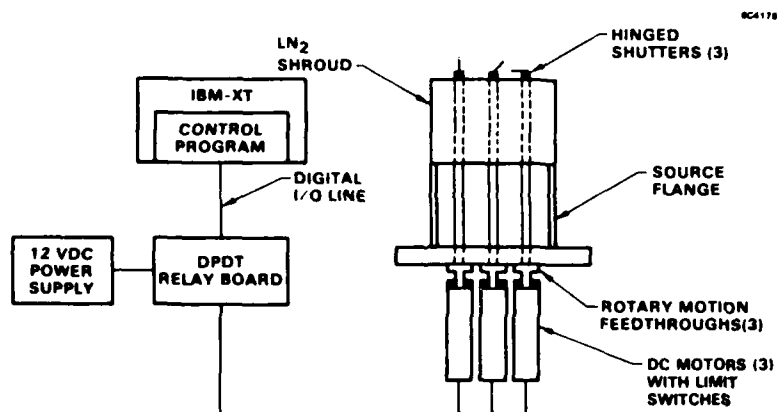 LN2
SHROUD
HINGED
SHUTTERS (3)
IBM-XT
CONTROL
PROGRAM
DIGITAL
I/O LINE
SOURCE
FLANGE
12 VDC
POWER
SUPPLY
DPDT
RELAY BOARD
ROTARY MOTION
FEEDTHROUGHS(3)
DC MOTORS (3)
WITH LIMIT
SWITCHES